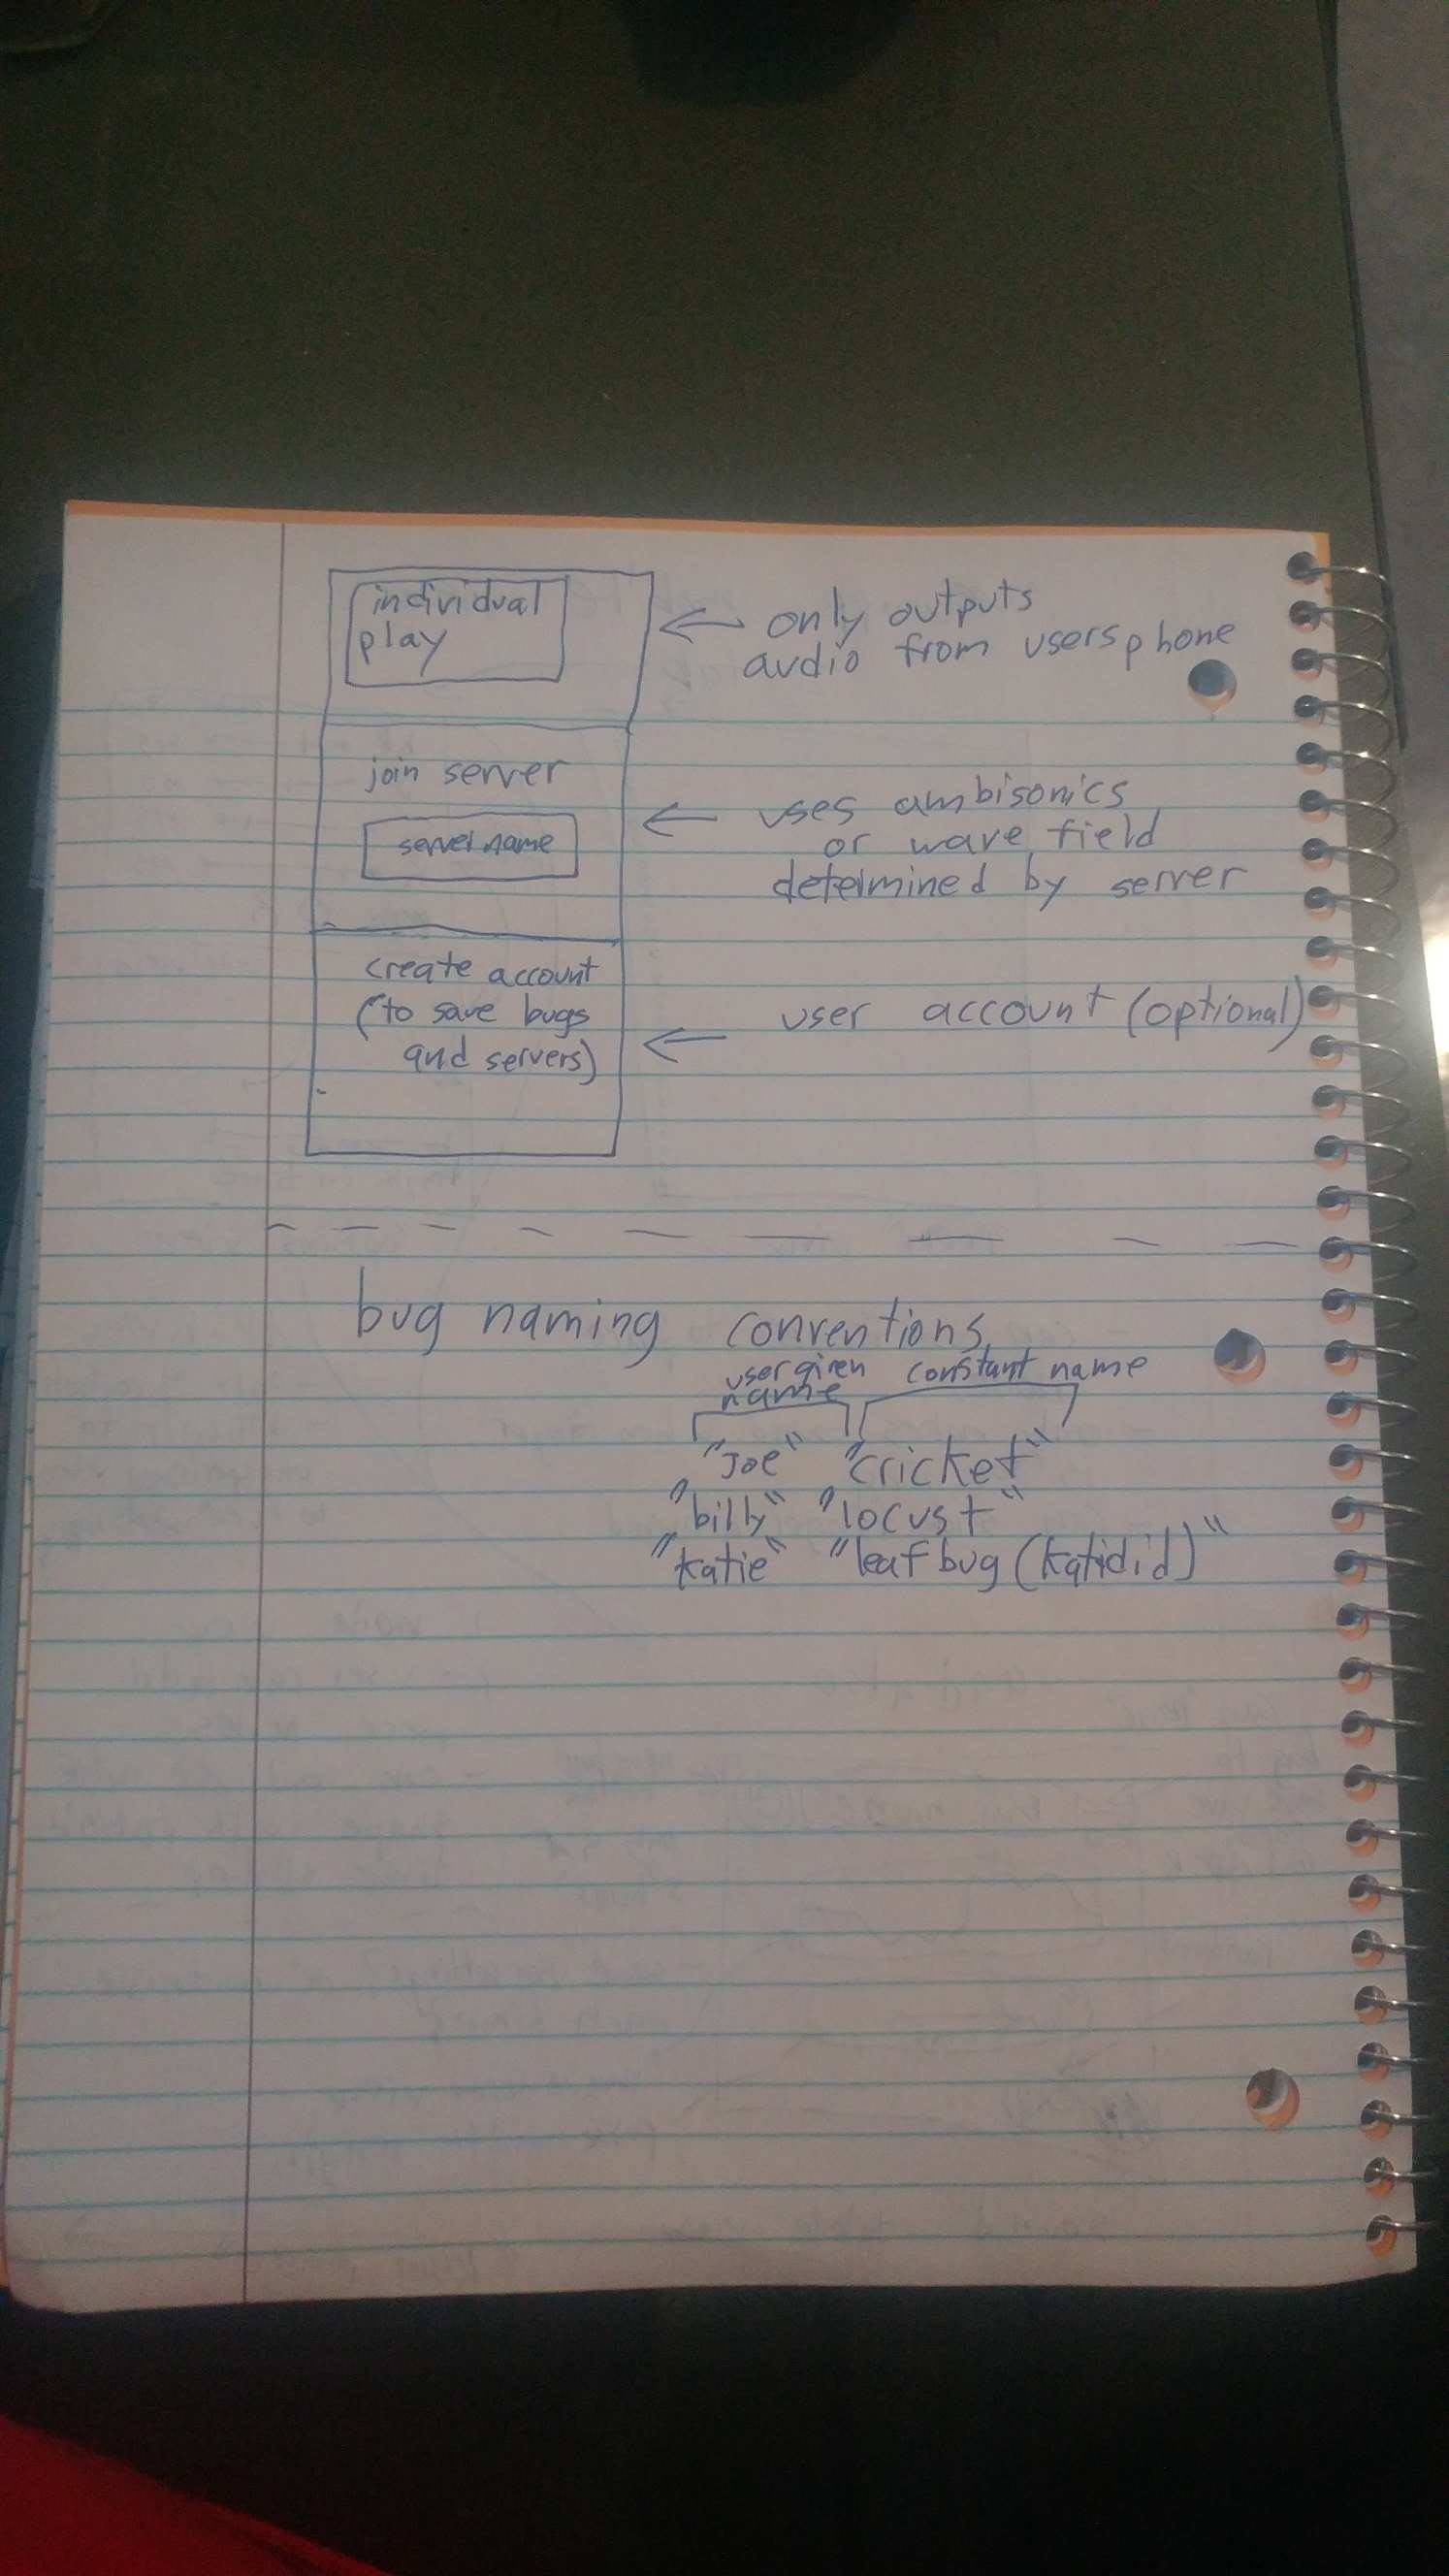 individual
play
only outputs
audio from users phone
join server
server name
uses ambisonics
or wave field
determined by server
create account
(to save bugs
and servers)
user account (optional)
bug naming conventions
user given
name
constant name
"Joe" "cricket"
"billy" "locust"
"katie" "leaf bug (katidid)"